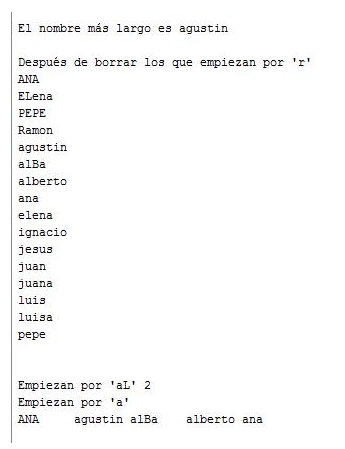 El nombre más largo es agustin
Después de borrar los que empiezan por 'r'
ANA
ELena
PEPE
Ramon
agustin
alBa
alberto
ana
elena
ignacio
jesus
juan
juana
luis
luisa
pepe
Empiezan por 'aL' 2
Empiezan por 'a'
ANA     agustin alBa    alberto ana